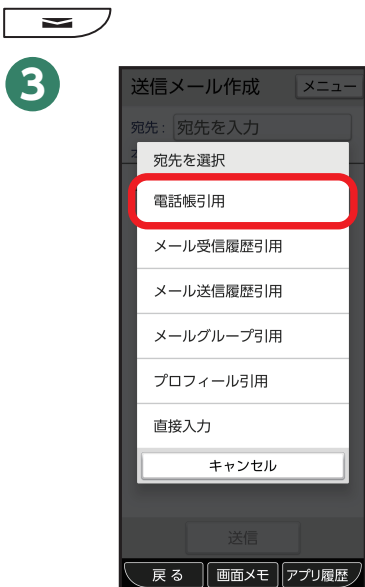 3
送信メール作成 メニュー
宛先: 宛先を入力
宛先を選択
電話帳引用
メール受信履歴引用
メール送信履歴引用
メールグループ引用
プロフィール引用
直接入力
キャンセル
送信
戻る 画面メモ アプリ履歴